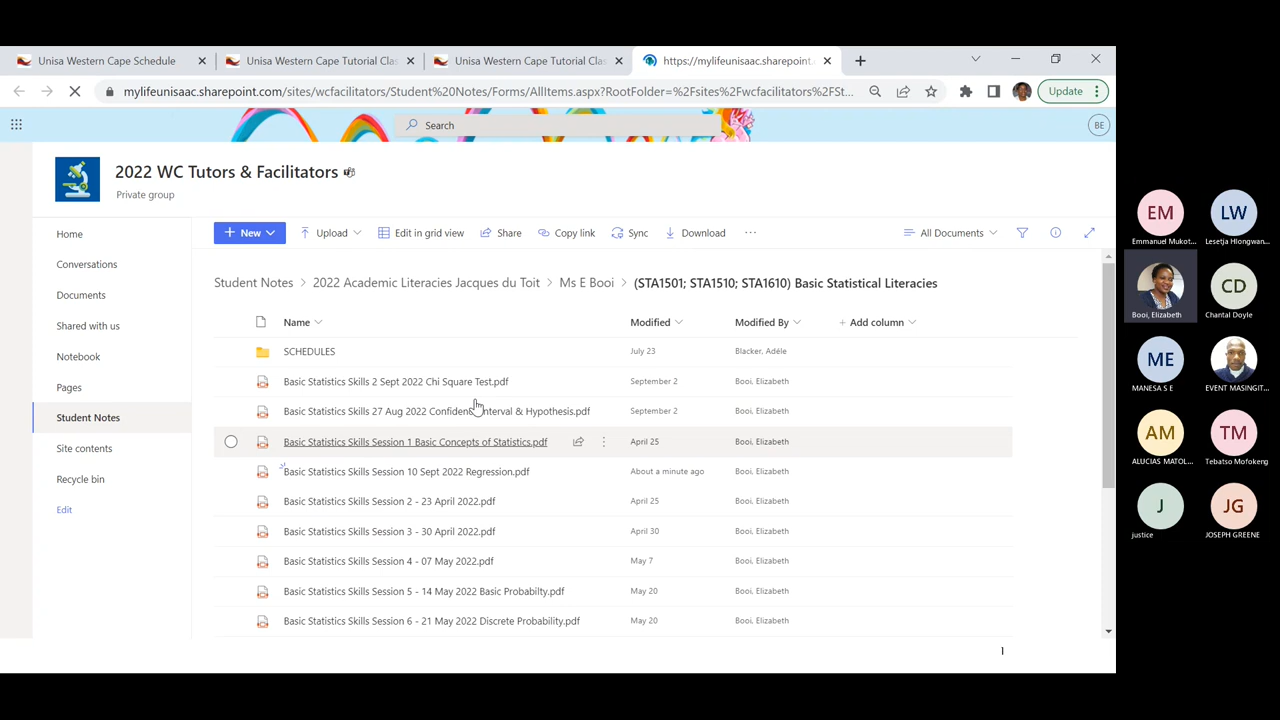 Unisa Western Cape Schedule
Unisa Western Cape Tutorial Clas
Unisa Western Cape Tutorial Clas
https://mylifeunisaac.sharepoint.
mylifeunisaac.sharepoint.com/sites/wcfacilitators/Student%20Notes/Forms/AllItems.aspx?RootFolder=%2Fsites%2Fwcfacilitators%2FSt...
Update
Search
BE
2022 WC Tutors & Facilitators
Private group
Home
Conversations
Documents
Shared with us
Notebook
Pages
Student Notes
Site contents
Recycle bin
Edit
New
Upload
Edit in grid view
Share
Copy link
Sync
Download
...
All Documents
Student Notes > 2022 Academic Literacies Jacques du Toit > Ms E Booi > (STA1501; STA1510; STA1610) Basic Statistical Literacies
Name Modified Modified By + Add column
SCHEDULES July 23 Blacker, Adéle
Basic Statistics Skills 2 Sept 2022 Chi Square Test.pdf September 2 Booi, Elizabeth
Basic Statistics Skills 27 Aug 2022 Interval & Hypothesis.pdf September 2 Booi, Elizabeth
Basic Statistics Skills Session 1 Basic Concepts of Statistics.pdf April 25 Booi, Elizabeth
Basic Statistics Skills Session 10 Sept 2022 Regression.pdf About a minute ago Booi, Elizabeth
Basic Statistics Skills Session 2 - 23 April 2022.pdf April 25 Booi, Elizabeth
Basic Statistics Skills Session 3 - 30 April 2022.pdf April 30 Booi, Elizabeth
Basic Statistics Skills Session 4 - 07 May 2022.pdf May 7 Booi, Elizabeth
Basic Statistics Skills Session 5 - 14 May 2022 Basic Probabilty.pdf May 20 Booi, Elizabeth
Basic Statistics Skills Session 6 - 21 May 2022 Discrete Probability.pdf May 20 Booi, Elizabeth
1
EM
Emmanuel Mukot...
LW
Lesetja Hlongwan...
Booi, Elizabeth
CD
Chantal Doyle
ME
MANESA S E
EVENT MASINGIT...
AM
ALUCIAS MATOL...
TM
Tebatso Mofokeng
J
justice
JG
JOSEPH GREENE